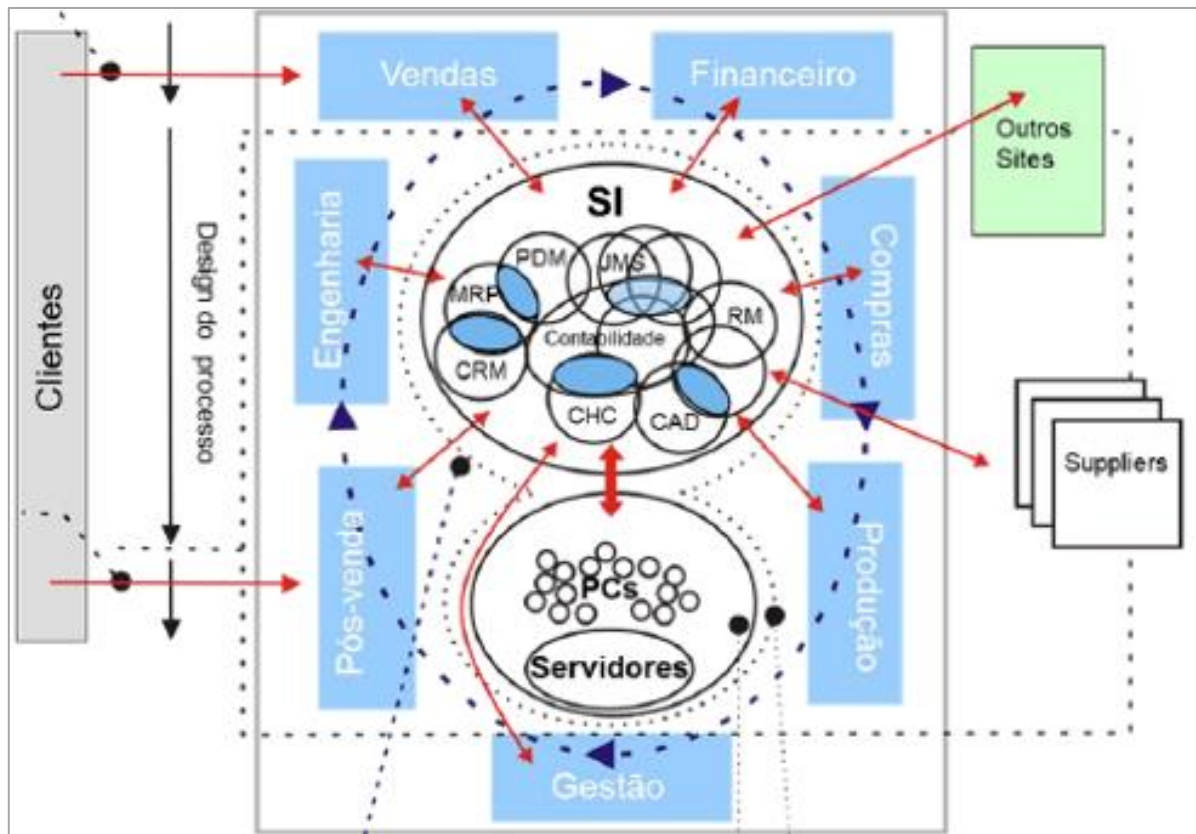 Vendas
Financeiro
Outros
Sites
Clientes
Design do processo
Engenharia
SI
PDM
JMS
MRP
RM
Contabilidade
CRM
CHC
CAD
Compras
Suppliers
Pós-venda
PCs
Servidores
Produção
Gestão